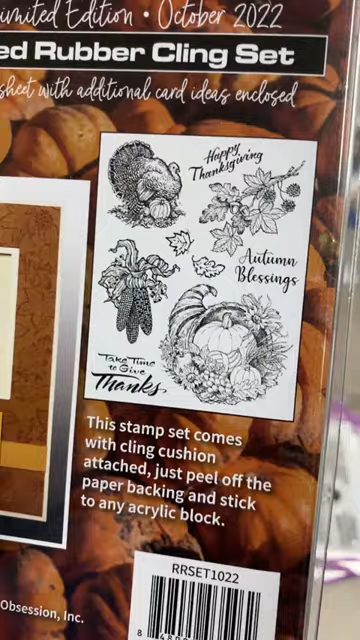 Limited Edition • October 2022
ed Rubber Cling Set
sheet with additional card ideas enclosed
Happy
Thanksgiving
Autumn
Blessings
Take Time
to Give
Thanks
This stamp set comes
with cling cushion
attached, just peel off the
paper backing and stick
to any acrylic block.
RRSET1022
Obsession, Inc.
8